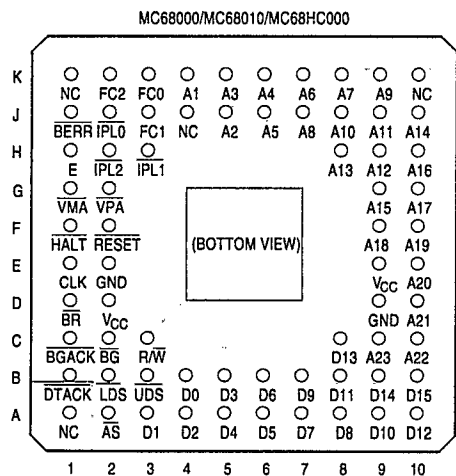 MC68000/MC68010/MC68HC000
K
NC FC2 FC0 A1 A3 A4 A6 A7 A9 NC
J
BERR IPL0 FC1 NC A2 A5 A8 A10 A11 A14
H
E IPL2 IPL1 A13 A12 A16
G
VMA VPA A15 A17
F
HALT RESET (BOTTOM VIEW) A18 A19
E
CLK GND VCC A20
D
BR VCC GND A21
C
BGACK BG R/W D13 A23 A22
B
DTACK LDS UDS D0 D3 D6 D9 D11 D14 D15
A
NC AS D1 D2 D4 D5 D7 D8 D10 D12
1 2 3 4 5 6 7 8 9 10